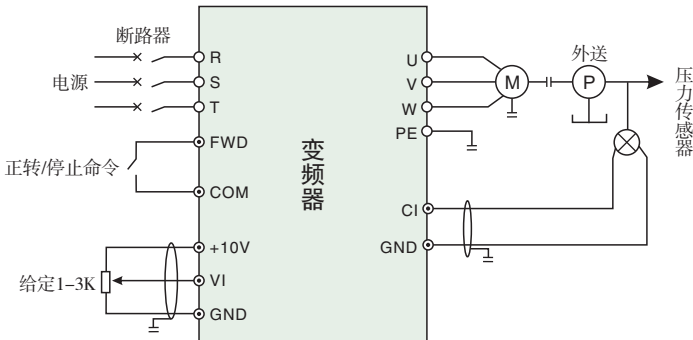 断路器
电源
R
S
T
正转/停止命令
FWD
COM
给定1-3K
+10V
VI
GND
变频器
U
V
W
PE
CI
GND
M
外送
P
压力传感器